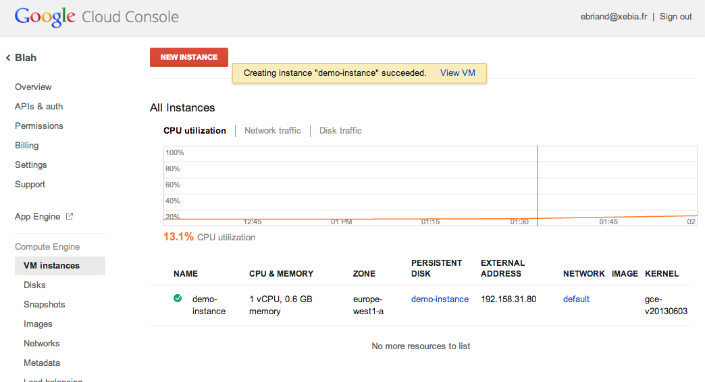 Google Cloud Console
ebriand@xebia.fr | Sign out
Blah
NEW INSTANCE
Creating instance "demo-instance" succeeded. View VM
Overview
APIs & auth
Permissions
Billing
Settings
Support
App Engine
Compute Engine
VM instances
Disks
Snapshots
Images
Networks
Metadata
Load balancing
All Instances
CPU utilization | Network traffic | Disk traffic
100%
80%
60%
40%
20%
12:45 01 PM 01:15 01:30 01:45 02
13.1% CPU utilization
NAME CPU & MEMORY ZONE PERSISTENT DISK EXTERNAL ADDRESS NETWORK IMAGE KERNEL
demo-instance 1 vCPU, 0.6 GB memory europe-west1-a demo-instance 192.158.31.80 default gce-v20130603
No more resources to list